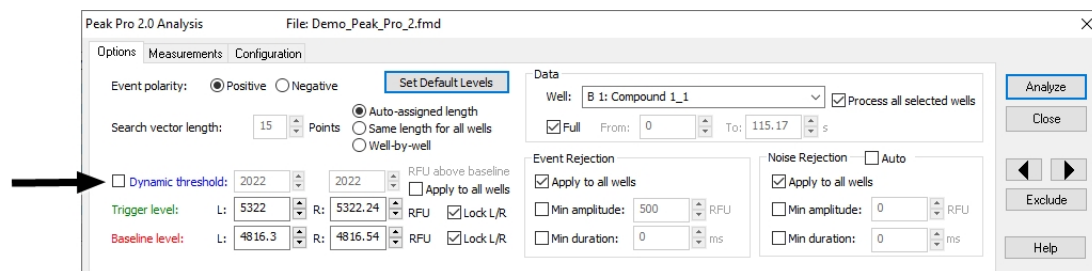 Peak Pro 2.0 Analysis File: Demo_Peak_Pro_2.fmd
Options Measurements Configuration
Event polarity: Positive Negative Set Default Levels
Search vector length: 15 Points
Auto-assigned length
Same length for all wells
Well-by-well
RFU above baseline
Dynamic threshold: 2022 2022 Apply to all wells
Trigger level: L: 5322 R: 5322.24 RFU Lock L/R
Baseline level: L: 4816.3 R: 4816.54 RFU Lock L/R
Data
Well: B 1: Compound 1_1 Process all selected wells
Full From: 0 To: 115.17 s
Event Rejection
Apply to all wells
Min amplitude: 500 RFU
Min duration: 0 ms
Noise Rejection Auto
Apply to all wells
Min amplitude: 0 RFU
Min duration: 0 ms
Analyze
Close
Exclude
Help